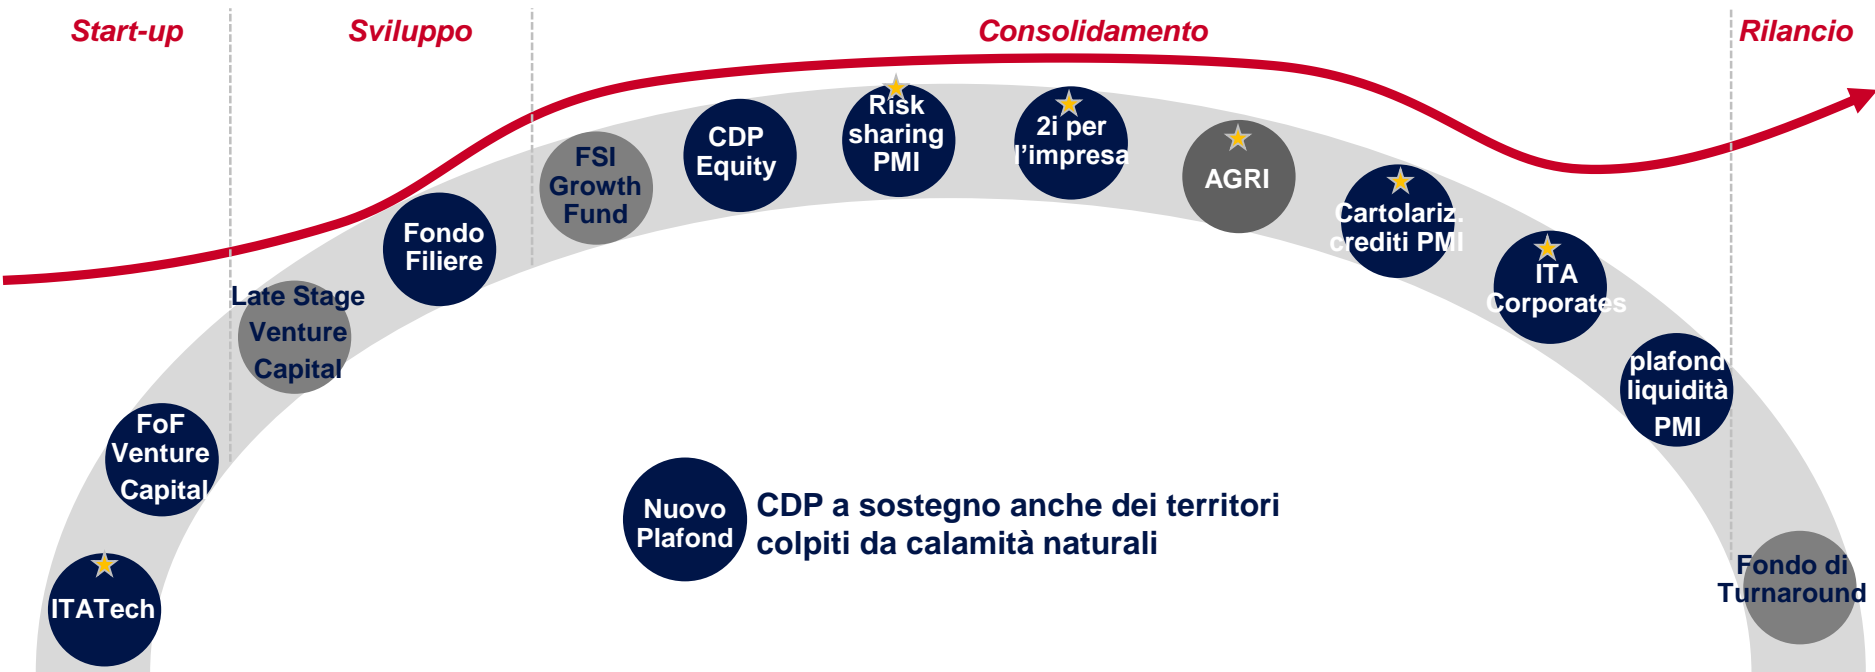 Start-up
Sviluppo
Consolidamento
Rilancio
ITATech
FoF
Venture
Capital
Late Stage
Venture
Capital
Fondo
Filiere
FSI
Growth
Fund
CDP
Equity
Risk
sharing
PMI
2i per
l'impresa
AGRI
Cartolariz.
crediti PMI
ITA
Corporates
plafond
liquidità
PMI
Fondo di
Turnaround
Nuovo
Plafond
CDP a sostegno anche dei territori
colpiti da calamità naturali